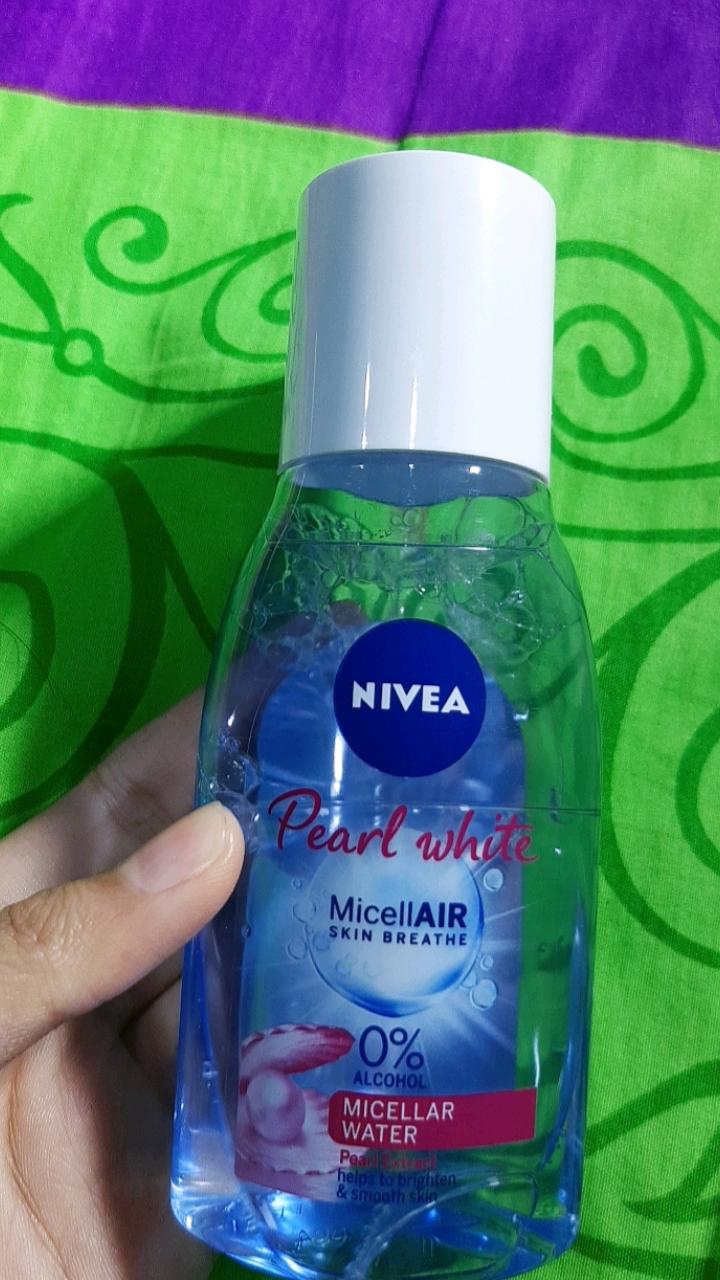 NIVEA
Pearl white
MicellAIR
SKIN BREATHE
0%
ALCOHOL
MICELLAR
WATER
Pearl Extract
helps to brighten
& smooth skin